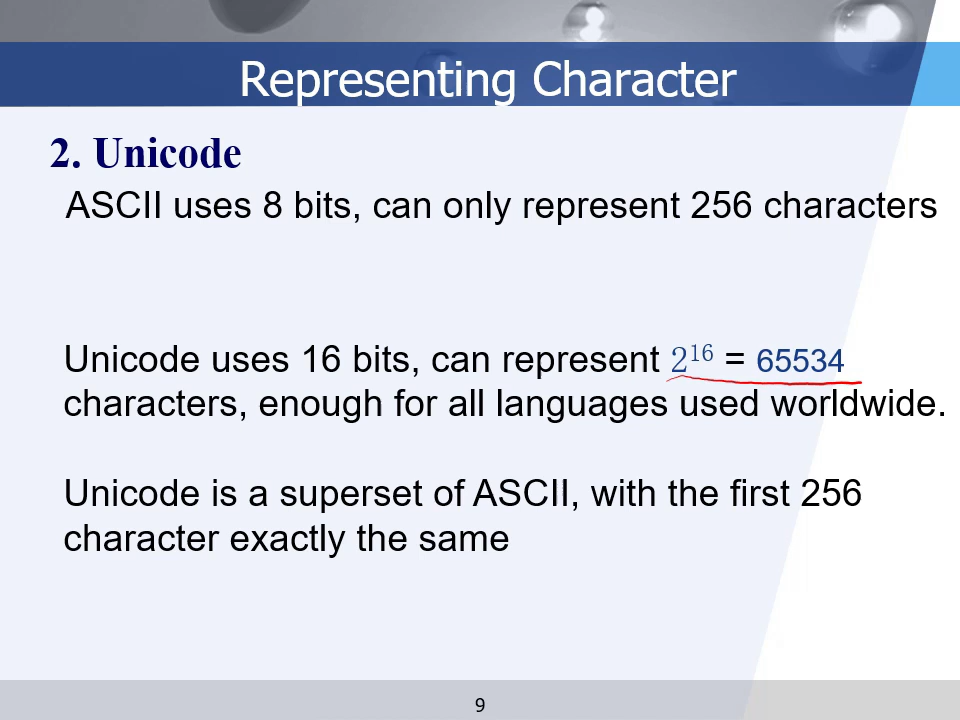 Representing Character
2. Unicode
ASCII uses 8 bits, can only represent 256 characters
Unicode uses 16 bits, can represent 2¹⁶ = 65534
characters, enough for all languages used worldwide.
Unicode is a superset of ASCII, with the first 256
character exactly the same
9